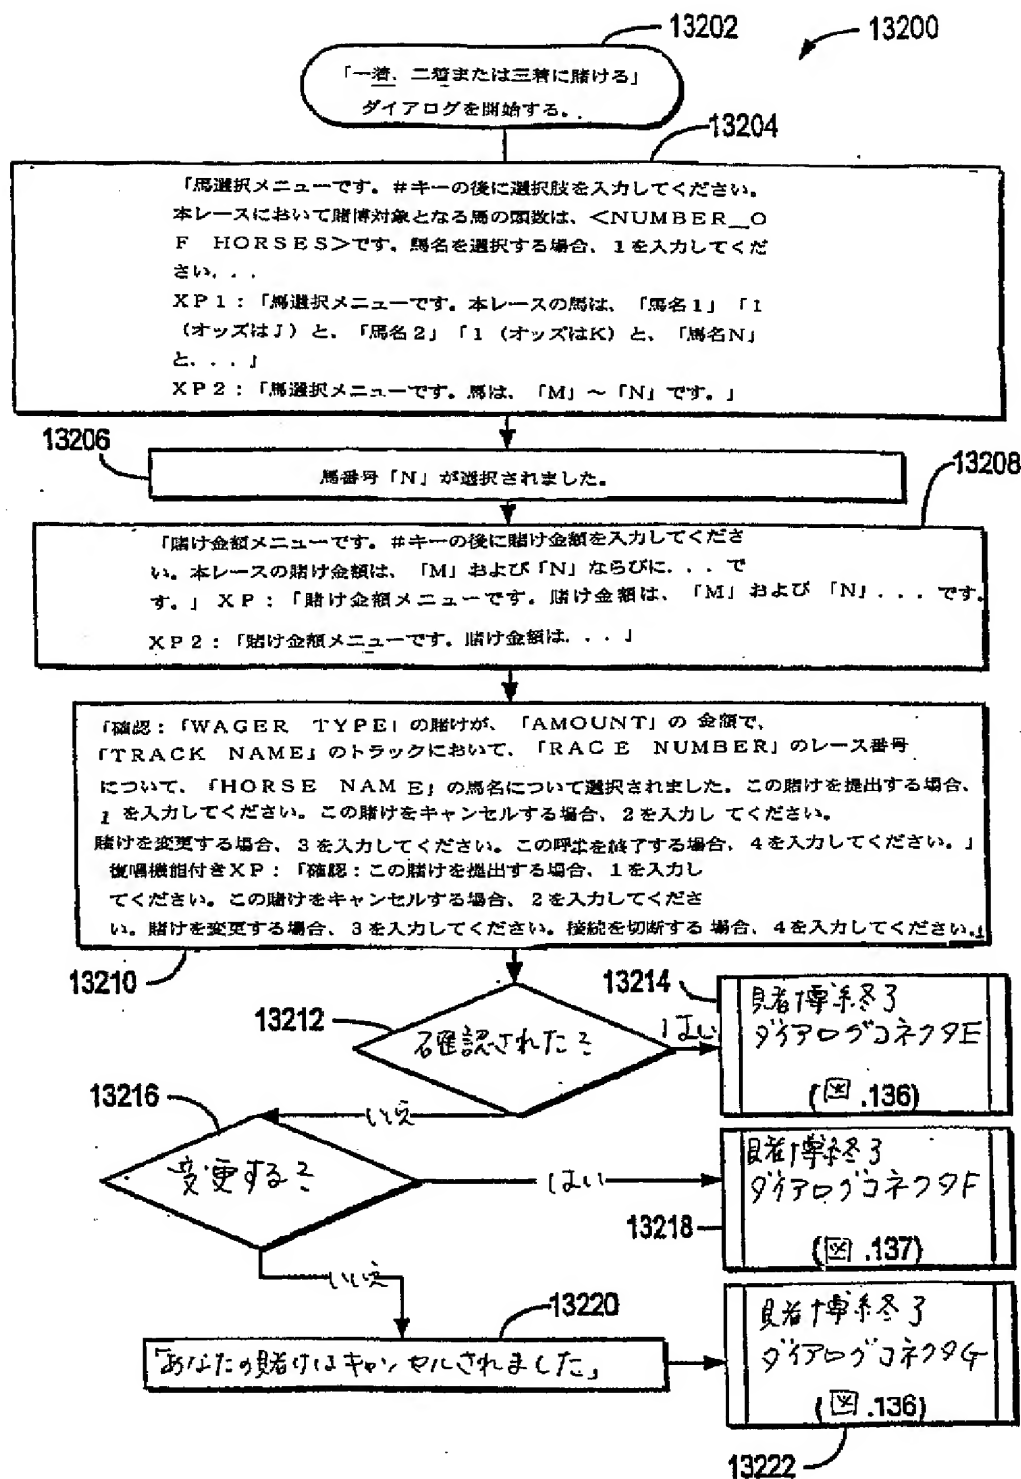 13202
13200
「一着、二着または三着に賭ける」
ダイアログを開始する．．
13204
「馬選択メニューです。＃キーの後に選択肢を入力してください。
本レースにおいて賭博対象となる馬の頭数は、＜NUMBER＿O
F HORSES＞です。馬名を選択する場合、1を入力してくだ
さい．．．
XP1：「馬選択メニューです。本レースの馬は、「馬名1」「1
（オッズはJ）と、「馬名2」「1（オッズはK）と、「馬名N」
と．．．」
XP2：「馬選択メニューです。馬は、「M」～「N」です。」
13206
馬番号「N」が選択されました。
13208
「賭け金額メニューです。＃キーの後に賭け金額を入力してくださ
い。本レースの賭け金額は、「M」および「N」ならびに．．．で
す。」XP：「賭け金額メニューです。賭け金額は、「M」および「N」．．．です。
XP2：「賭け金額メニューです。賭け金額は．．．」
「確認：「WAGER TYPE」の賭けが、「AMOUNT」の 金額で、
「TRACK NAME」のトラックにおいて、「RACE NUMBER」のレース番号
について、「HORSE NAME」の馬名について選択されました。この賭けを提出する場合、
1を入力してください。この賭けをキャンセルする場合、2を入力し てください。
賭けを変更する場合、3を入力してください。この呼を終了する場合、4を入力してください。」
復唱機能付きXP：「確認：この賭けを提出する場合、1を入力し
てください。この賭けをキャンセルする場合、2を入力してくださ
い。賭けを変更する場合、3を入力してください。接続を切断する 場合、4を入力してください。」
13210
13212
確認された？
はい
13214
賭博終了
ダイアログコネクタE
(図 .136)
いいえ
13216
変更する？
はい
13218
賭博終了
ダイアログコネクタF
(図 .137)
いいえ
13220
「あなたの賭けはキャンセルされました」
賭博終了
ダイアログコネクタG
(図 .136)
13222